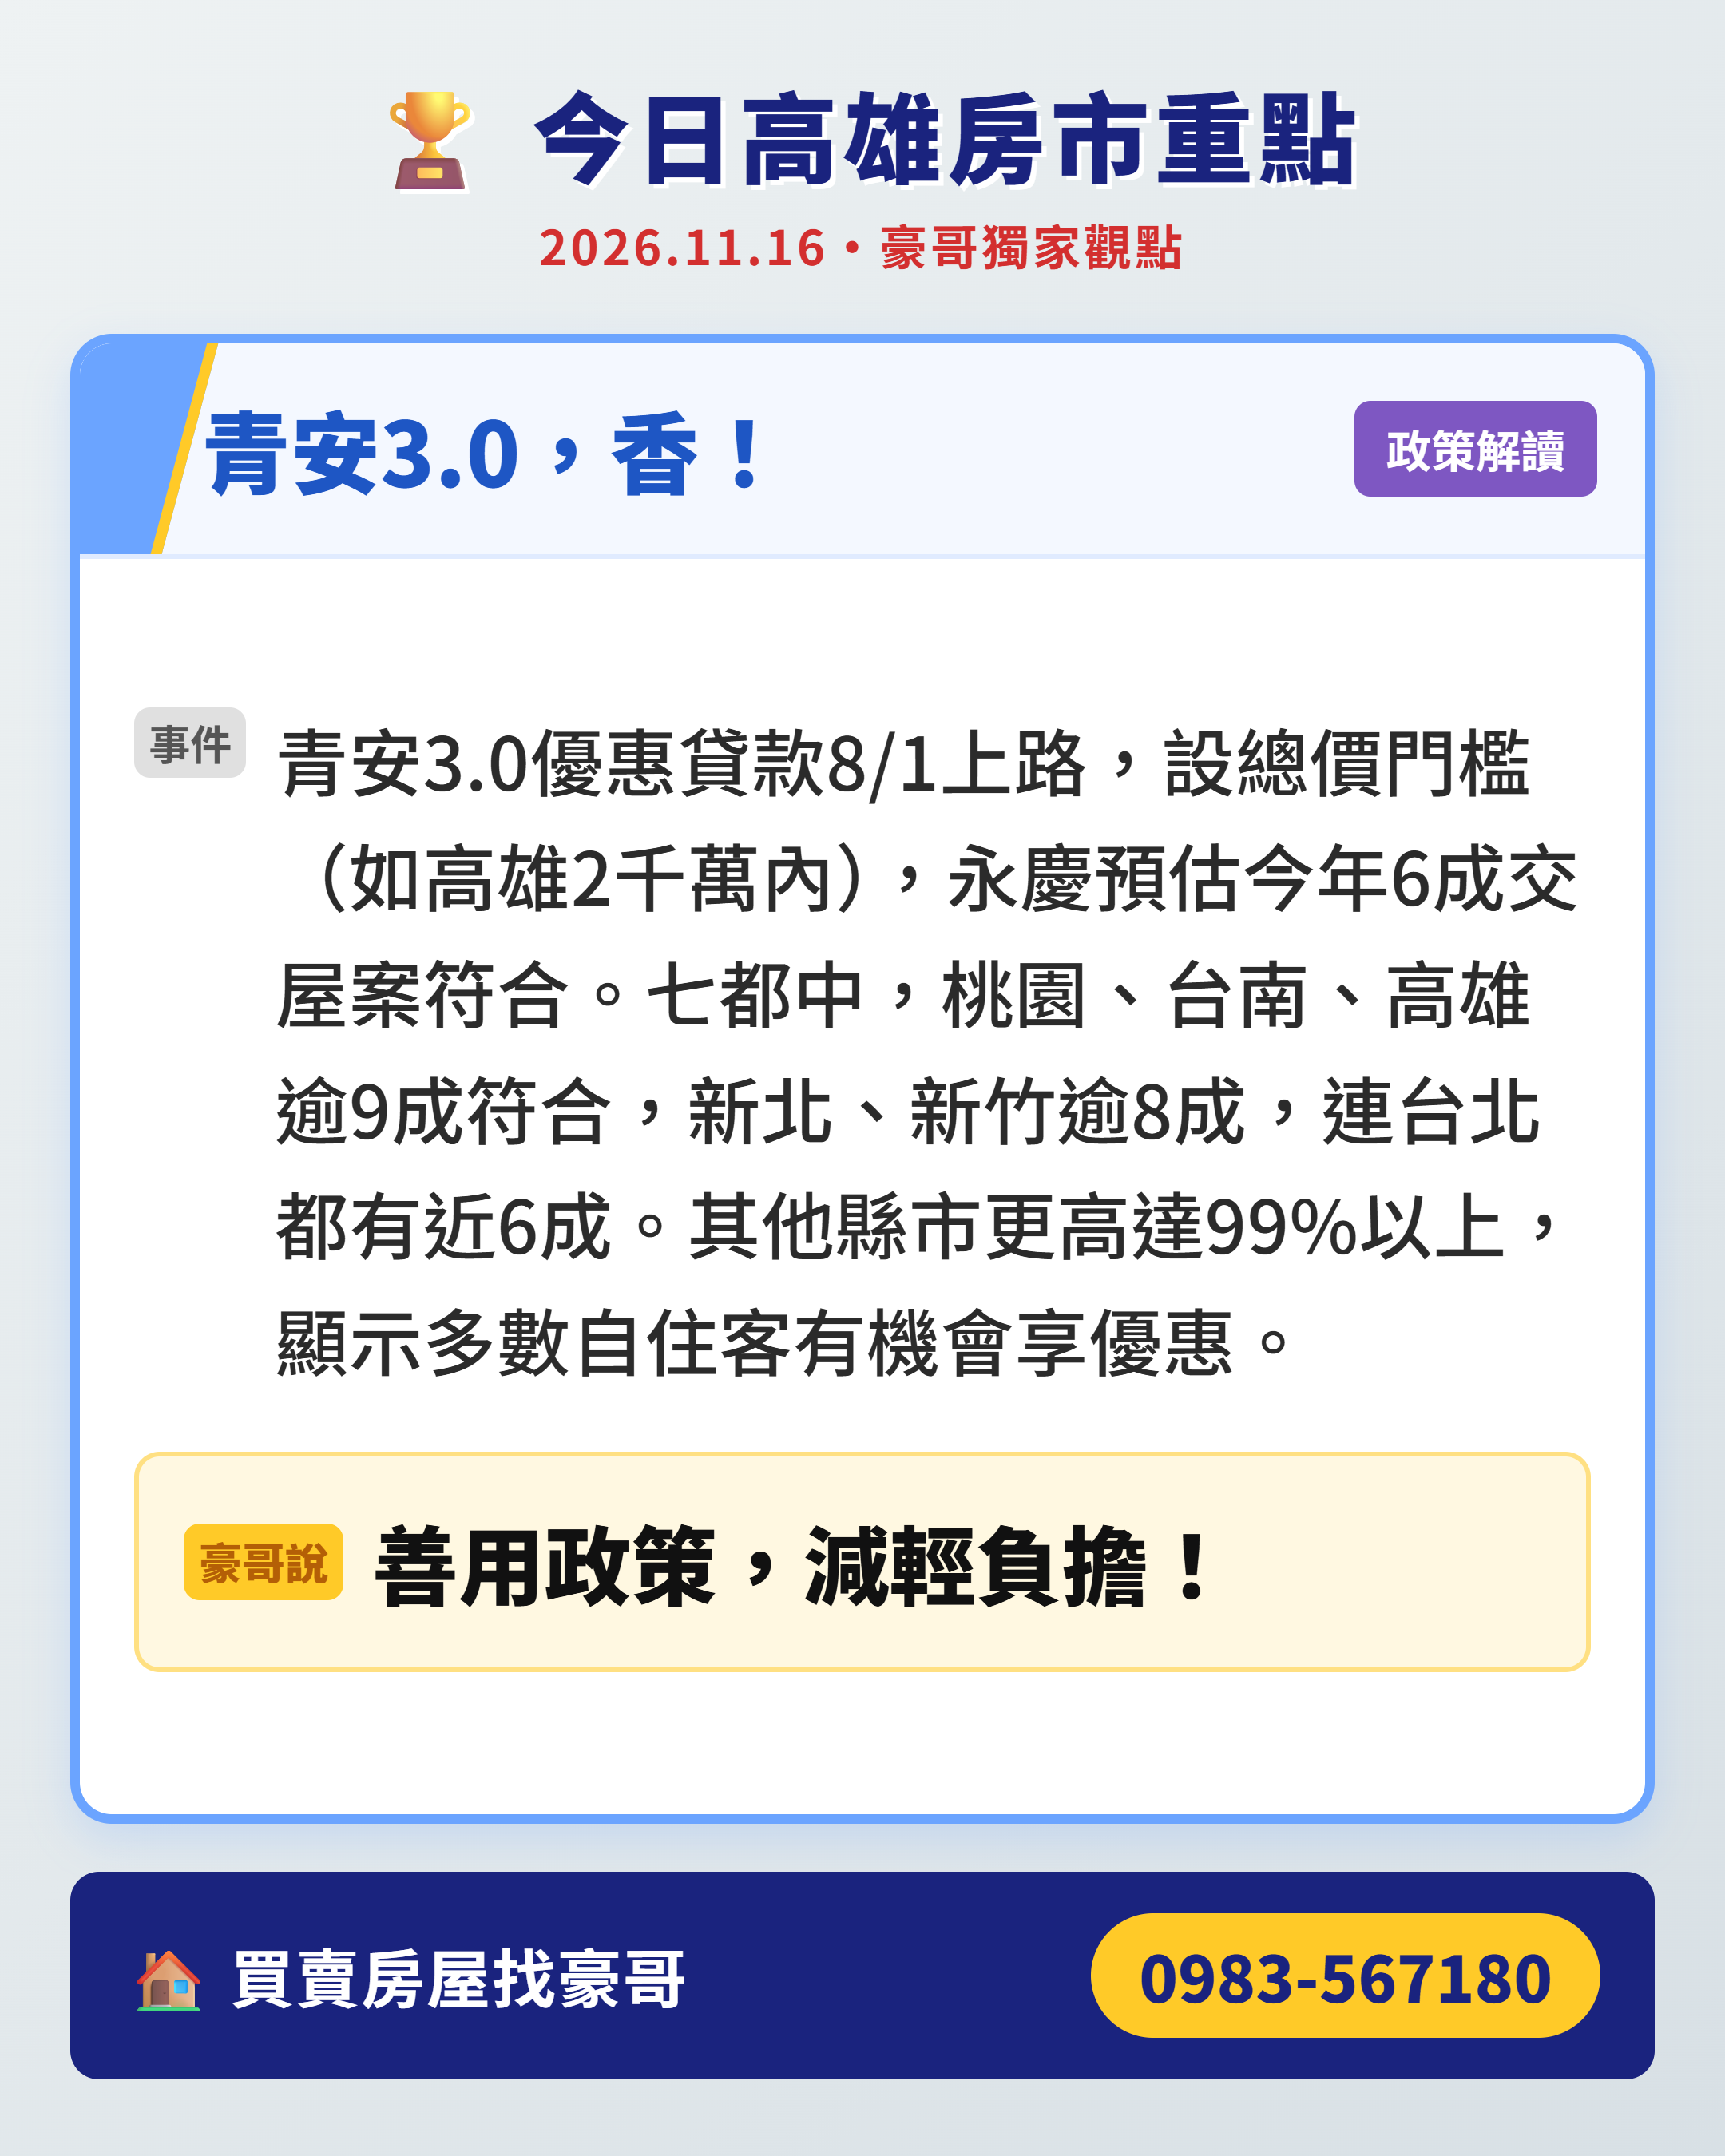 今日高雄房市重點
2026.11.16・豪哥獨家觀點
青安3.0，香！
政策解讀
事件
青安3.0優惠貸款8/1上路，設總價門檻
（如高雄2千萬內），永慶預估今年6成交
屋案符合。七都中，桃園、台南、高雄
逾9成符合，新北、新竹逾8成，連台北
都有近6成。其他縣市更高達99%以上，
顯示多數自住客有機會享優惠。
豪哥說
善用政策，減輕負擔！
買賣房屋找豪哥
0983-567180